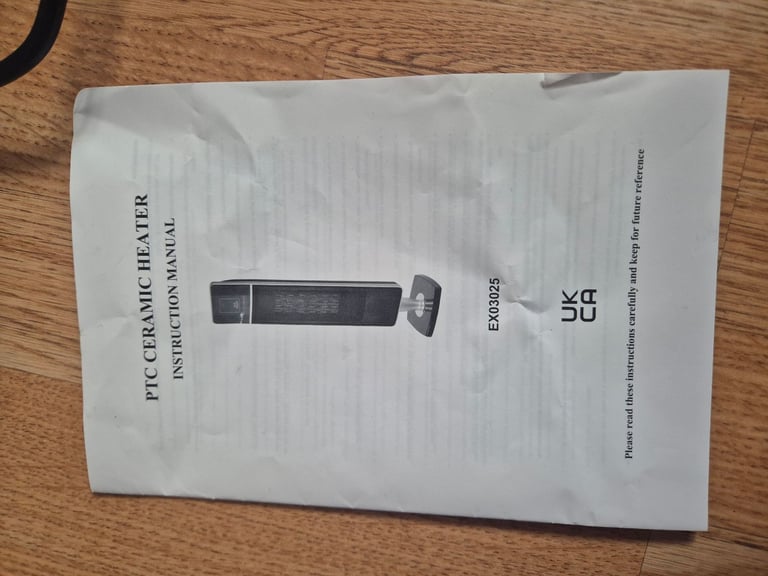 PTC CERAMIC HEATER
INSTRUCTION MANUAL
EX03025
UK
CA
Please read these instructions carefully and keep for future reference